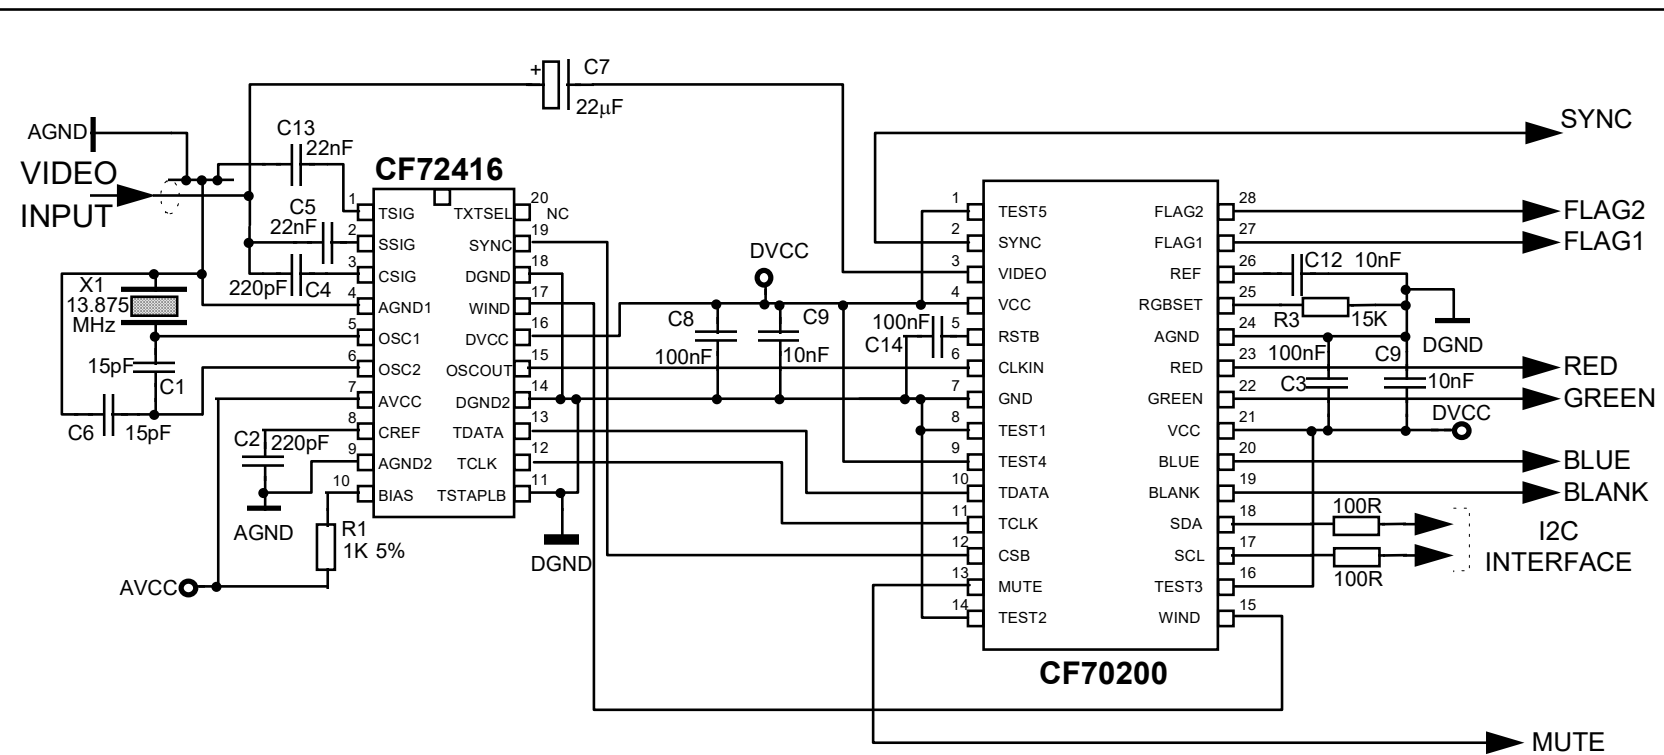 C7
+
22µF
AGND
VIDEO
INPUT
C13
22nF
C5
22nF
220pF
C4
X1
13.875
MHz
15pF
C1
C6
15pF
C2
220pF
AGND
R1
1K 5%
AVCC
CF72416
1
TSIG
2
SSIG
3
CSIG
4
AGND1
5
OSC1
6
OSC2
7
AVCC
8
CREF
9
AGND2
10
BIAS
TXTSEL
20
NC
SYNC
19
DGND
18
WIND
17
DVCC
16
OSCOUT
15
DGND2
14
TDATA
13
TCLK
12
TSTAPLB
11
DGND
DVCC
C8
100nF
C9
10nF
100nF
C14
1
TEST5
2
SYNC
3
VIDEO
4
VCC
5
RSTB
6
CLKIN
7
GND
8
TEST1
9
TEST4
10
TDATA
11
TCLK
12
CSB
13
MUTE
14
TEST2
FLAG2
28
FLAG1
27
REF
26
RGBSET
25
AGND
24
RED
23
GREEN
22
VCC
21
BLUE
20
BLANK
19
SDA
18
SCL
17
TEST3
16
WIND
15
CF70200
C12 10nF
R3
15K
DGND
100nF
C3
C9
10nF
DVCC
100R
100R
SYNC
FLAG2
FLAG1
RED
GREEN
BLUE
BLANK
I2C
INTERFACE
MUTE